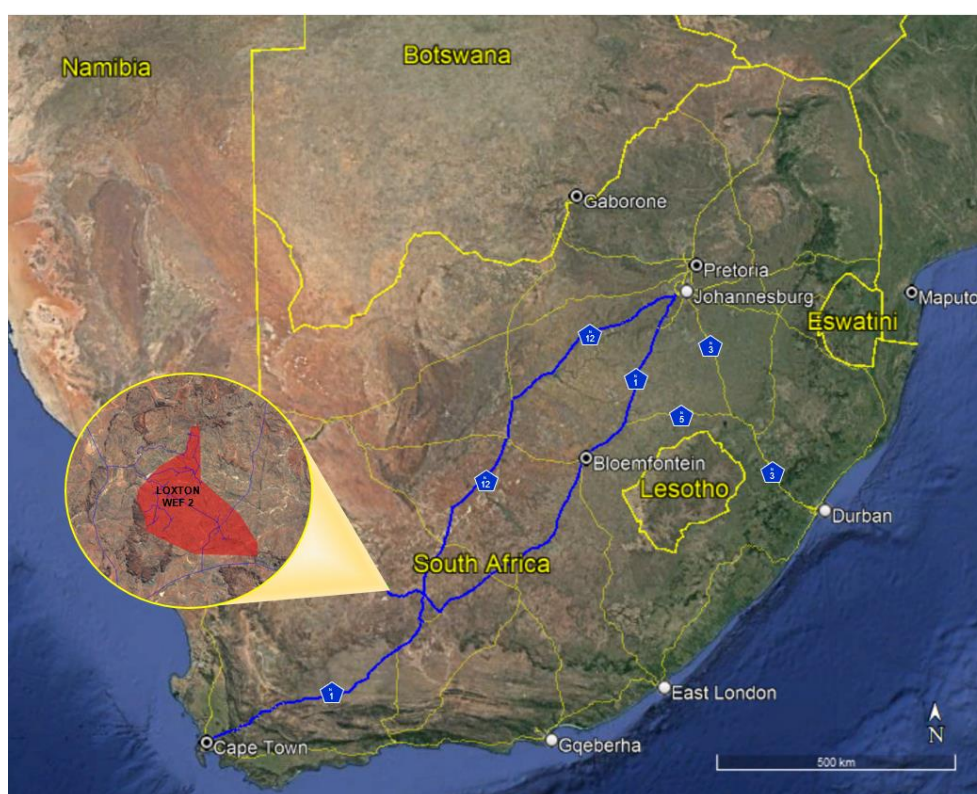 Namibia
Botswana
Gaborone
Pretoria
Johannesburg
Maputo
Eswatini
N
12
N
3
N
1
N
5
LOXTON
WEF 2
Bloemfontein
N
12
Lesotho
N
3
Durban
South Africa
N
1
East London
Gqeberha
Cape Town
N
500 km